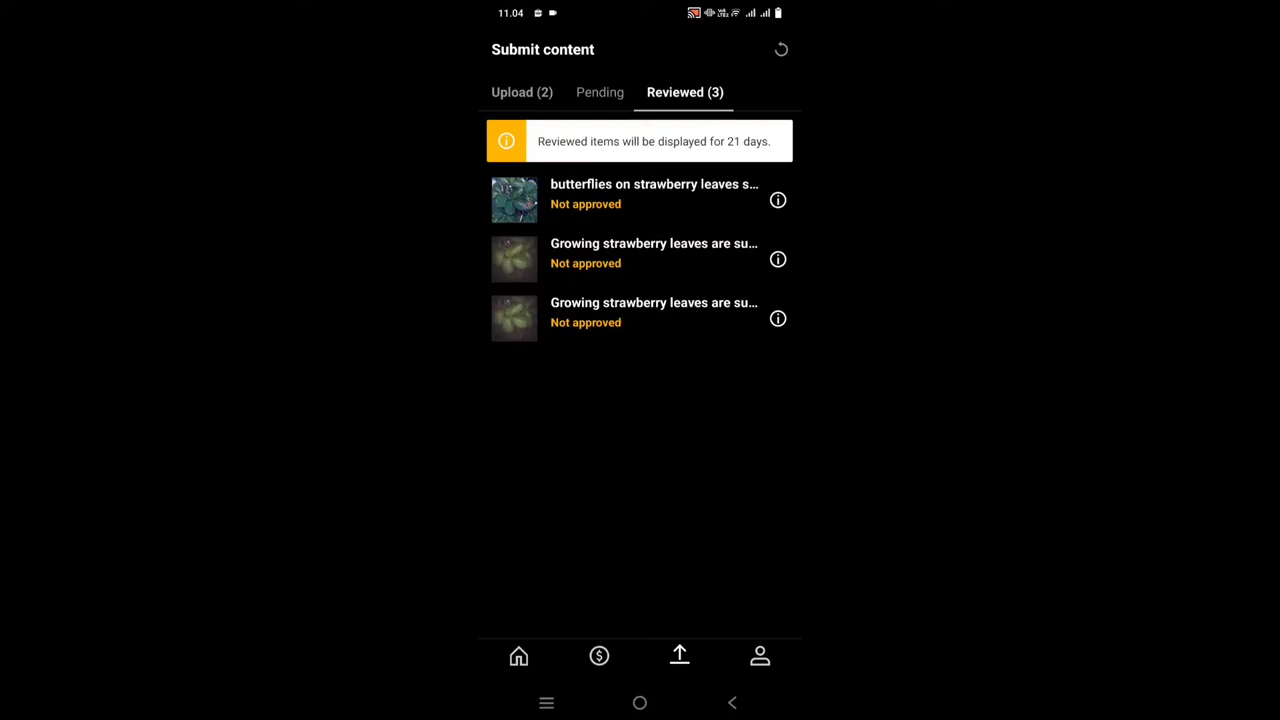 11.04
Submit content
Upload (2) Pending Reviewed (3)
Reviewed items will be displayed for 21 days.
butterflies on strawberry leaves s...
Not approved
Growing strawberry leaves are su...
Not approved
Growing strawberry leaves are su...
Not approved